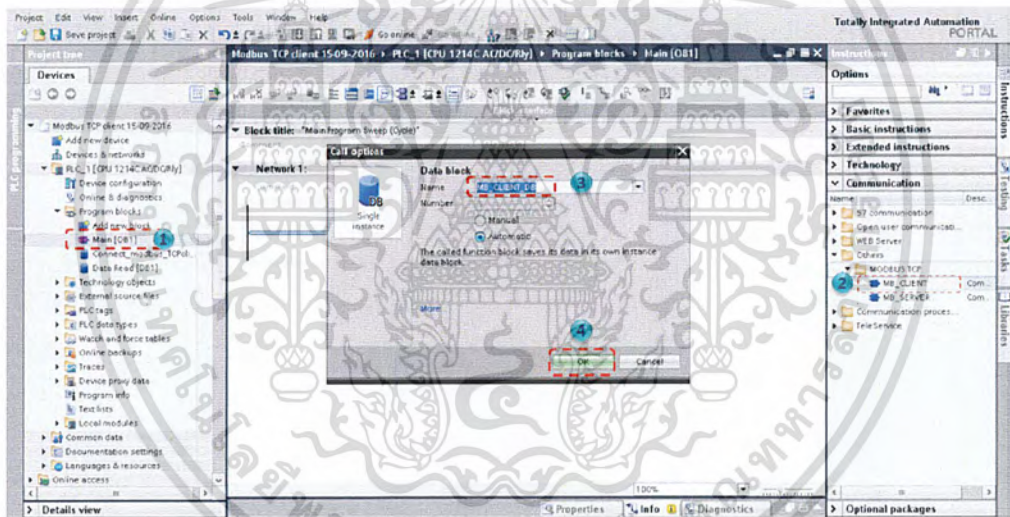 Project Edit View Insert Online Options Tools Window Help
Totally Integrated Automation
PORTAL
Save project
Go online
Project tree
Modbus TCP client 15-09-2016 > PLC_1 [CPU 1214C AC/DC/Rly] > Program blocks > Main [OB1]
Instructions
Devices
Options
PLC programming
Modbus TCP client 15-09-2016
Add new device
Devices & networks
PLC_1 [CPU 1214C AC/DC/Rly]
Device configuration
Online & diagnostics
Program blocks
Add new block
Main [OB1]
1
Connect_modbus_TCP
Data Read [DB1]
Technology objects
External source files
PLC tags
PLC data types
Watch and force tables
Online backups
Traces
Device proxy data
Program info
Text lists
Local modules
Common data
Documentation settings
Languages & resources
Online access
Details view
Block title: "Main Program Sweep (Cycle)"
Network 1:
Call options
Data block
Name MB_CLIENT_DB
3
Number
DB
Single
instance
Manual
Automatic
The called function block saves its data in its own instance
data block.
More
4
OK
Cancel
100%
Properties
Info
Diagnostics
Favorites
Basic instructions
Extended instructions
Technology
Communication
Name
Desc.
S7 communication
Open user communicati...
WEB Server
Others
MODBUS TCP
2
MB_CLIENT
Com...
MB_SERVER
Com...
Communication proces...
TeleService
Optional packages
Instructions
Testing
Tasks
Libraries